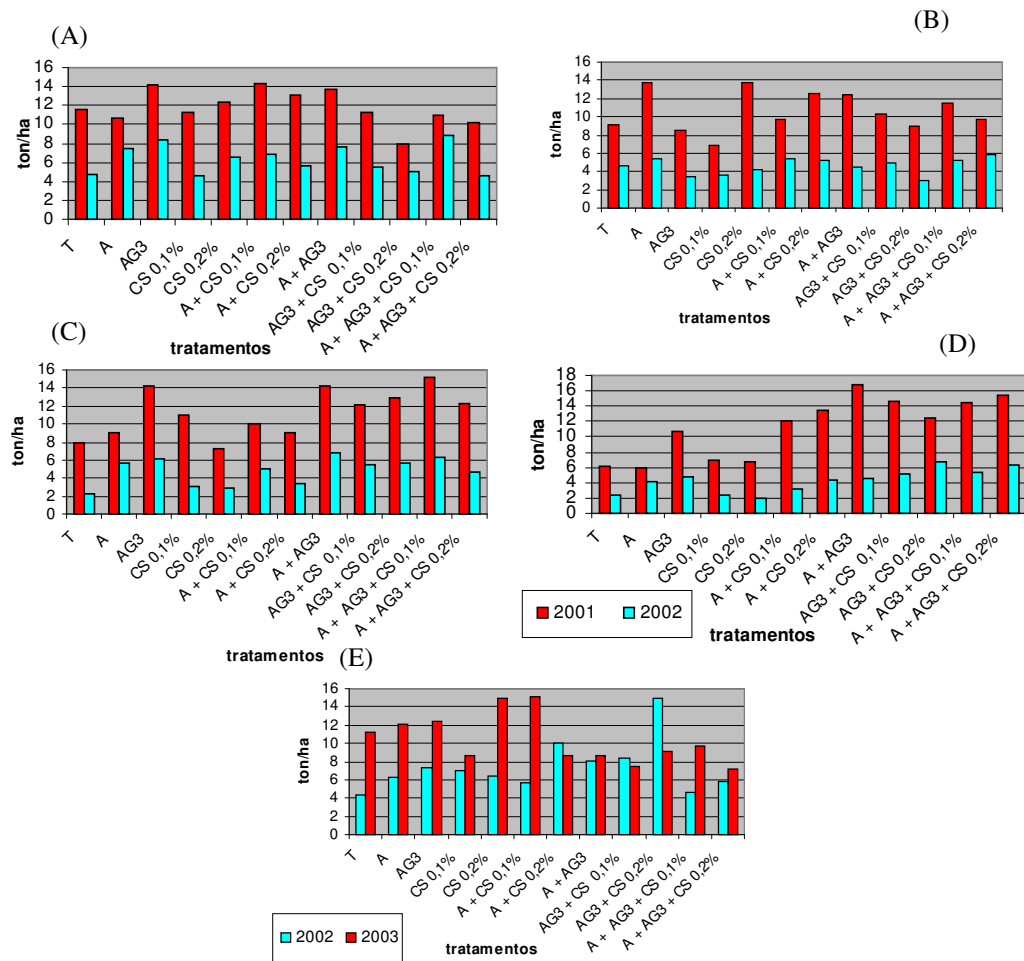 (A)
16
14
12
10
8
6
4
2
0
ton/ha
T
A
AG3
CS 0,1%
CS 0,2%
A + CS 0,1%
A + CS 0,2%
A + AG3
AG3 + CS 0,1%
AG3 + CS 0,2%
A + AG3 + CS 0,1%
A + AG3 + CS 0,2%
tratamentos
(B)
16
14
12
10
8
6
4
2
0
ton/ha
T
A
AG3
CS 0,1%
CS 0,2%
A + CS 0,1%
A + CS 0,2%
A + AG3
AG3 + CS 0,1%
AG3 + CS 0,2%
A + AG3 + CS 0,1%
A + AG3 + CS 0,2%
tratamentos
(C)
16
14
12
10
8
6
4
2
0
ton/ha
T
A
AG3
CS 0,1%
CS 0,2%
A + CS 0,1%
A + CS 0,2%
A + AG3
AG3 + CS 0,1%
AG3 + CS 0,2%
A + AG3 + CS 0,1%
A + AG3 + CS 0,2%
tratamentos
(D)
18
16
14
12
10
8
6
4
2
0
ton/ha
T
A
AG3
CS 0,1%
CS 0,2%
A + CS 0,1%
A + CS 0,2%
A + AG3
AG3 + CS 0,1%
AG3 + CS 0,2%
A + AG3 + CS 0,1%
A + AG3 + CS 0,2%
2001 2002
tratamentos
(E)
16
14
12
10
8
6
4
2
0
ton/ha
T
A
AG3
CS 0,1%
CS 0,2%
A + CS 0,1%
A + CS 0,2%
A + AG3
AG3 + CS 0,1%
AG3 + CS 0,2%
A + AG3 + CS 0,1%
A + AG3 + CS 0,2%
2002 2003
tratamentos